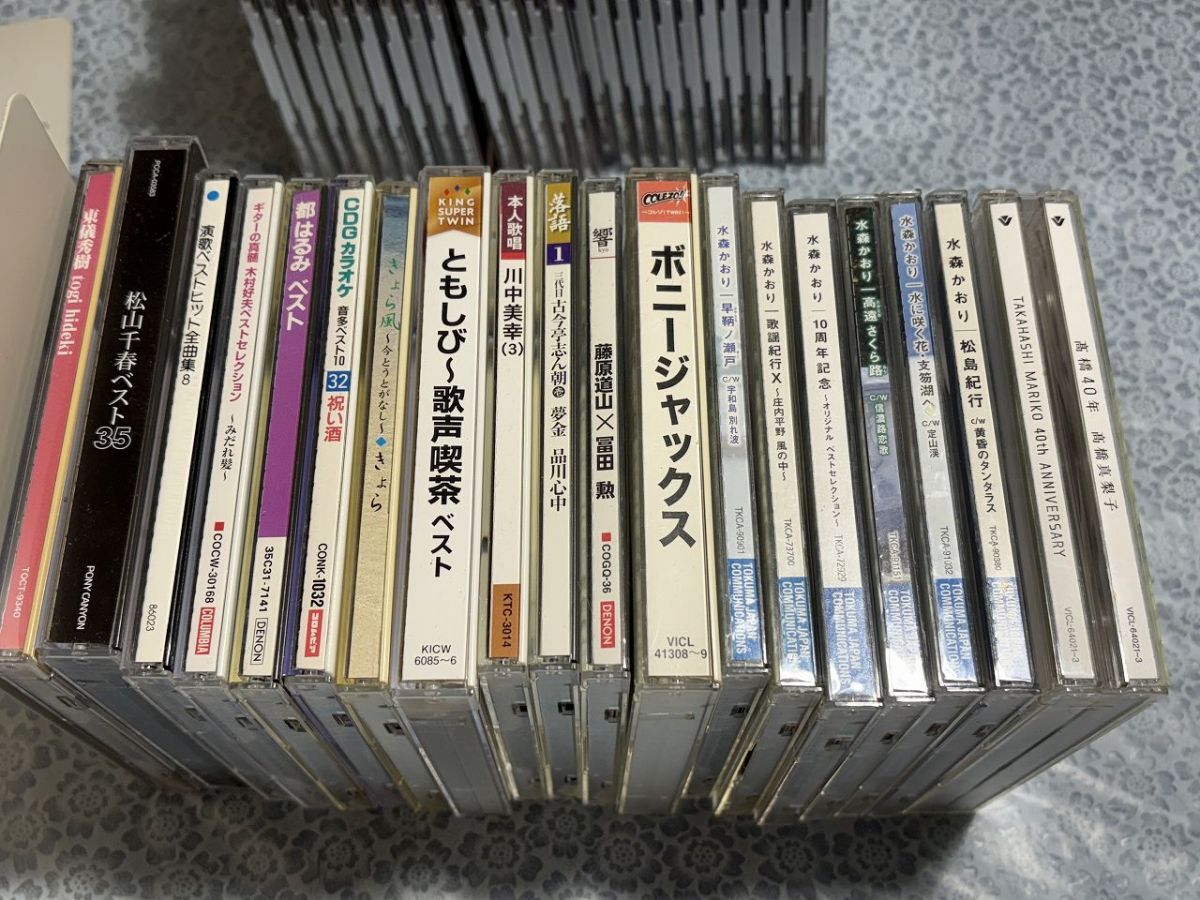 東儀秀樹 togi hideki
TOCT-9340
松山千春ベスト35
PONY CANYON
演歌ベストヒット全曲集8
86023
ギターの真髄 木村好夫ベストセレクション ～みだれ髪～
COCW-30168
COLUMBIA
都はるみ ベスト
35C31-7141
DENON
CDGカラオケ 音多ベスト10 32 祝い酒
CONK-1032
きょら風 ～今とうとがなし～ きょら
KING
SUPER
TWIN
ともしび～歌声喫茶 ベスト
KICW
6085～6
本人歌唱
川中美幸(3)
KTC-3014
落語 1 三代目 古今亭志ん朝 夢金 品川心中
響 kyo
藤原道山×冨田 勲
COGQ-36
DENON
COLEZO!!
ボニージャックス
VICL
41308～9
水森かおり 早鞆ノ瀬戸 C/W 宇和島 別れ波
TKCA-90901
TOKUMA JAPAN
COMMUNICATIONS
水森かおり 歌謡紀行X ～庄内平野 風の中～
TKCA-73700
TOKUMA JAPAN
COMMUNICATIONS
水森かおり 10周年記念 ～オリジナル ベストセレクション～
TKCA-72929
TOKUMA JAPAN
COMMUNICATIONS
水森かおり 高遠 さくら路 C/W 信濃路恋歌
TOKUMA JAPAN
COMMUNICATIONS
水森かおり 水に咲く花・支笏湖へ C/W 定山渓
TOKUMA JAPAN
COMMUNICATIONS
水森かおり 松島紀行 C/W 黄昏のタンタラス
TKCA-90380
TAKAHASHI MARIKO 40th ANNIVERSARY
VICL-64021~3
高橋40年 高橋真梨子
VICL-64021~3